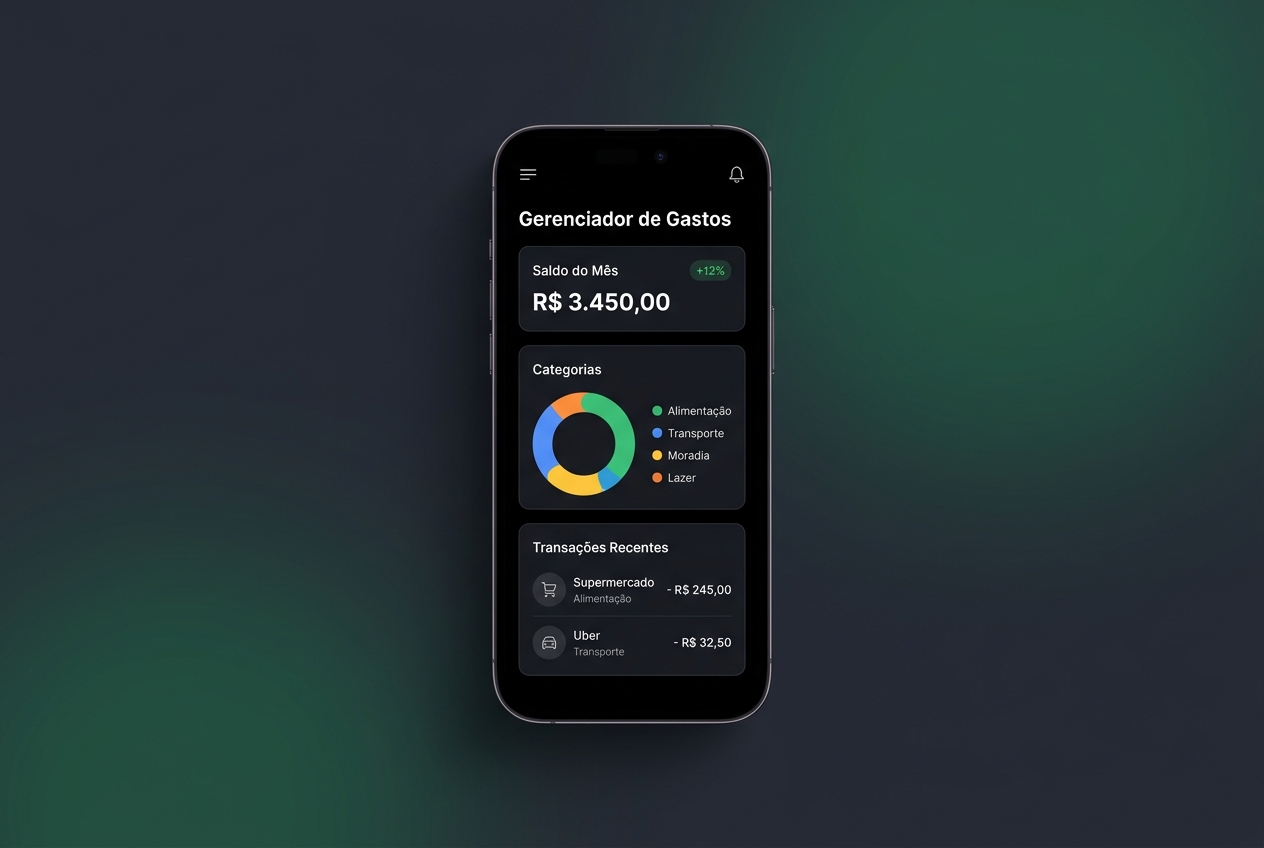 Gerenciador de Gastos
Saldo do Mês
+12%
R$ 3.450,00
Categorias
Alimentação
Transporte
Moradia
Lazer
Transações Recentes
Supermercado
Alimentação
- R$ 245,00
Uber
Transporte
- R$ 32,50